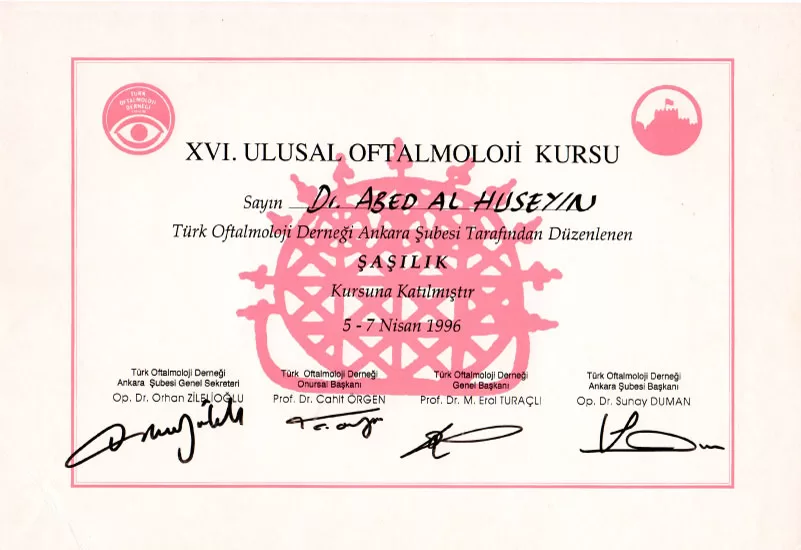 TÜRK
OFTALMOLOJİ
DERNEĞİ
XVI. ULUSAL OFTALMOLOJİ KURSU
Sayın Dr. ABED AL HUSEYIN
Türk Oftalmoloji Derneği Ankara Şubesi Tarafından Düzenlenen
ŞAŞILIK
Kursuna Katılmıştır
5 - 7 Nisan 1996
Türk Oftalmoloji Derneği
Ankara Şubesi Genel Sekreteri
Op. Dr. Orhan ZİLELİOĞLU
Türk Oftalmoloji Derneği
Onursal Başkanı
Prof. Dr. Cahit ÖRGEN
Türk Oftalmoloji Derneği
Genel Başkanı
Prof. Dr. M. Erol TURAÇLI
Türk Oftalmoloji Derneği
Ankara Şubesi Başkanı
Op. Dr. Sunay DUMAN